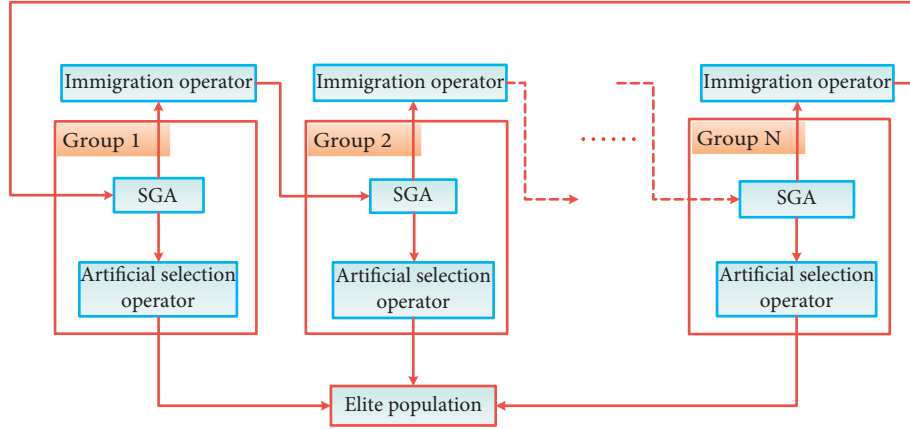 Immigration operator
Immigration operator
Immigration operator
Group 1
Group 2
......
Group N
SGA
SGA
SGA
Artificial selection
operator
Artificial selection
operator
Artificial selection
operator
Elite population